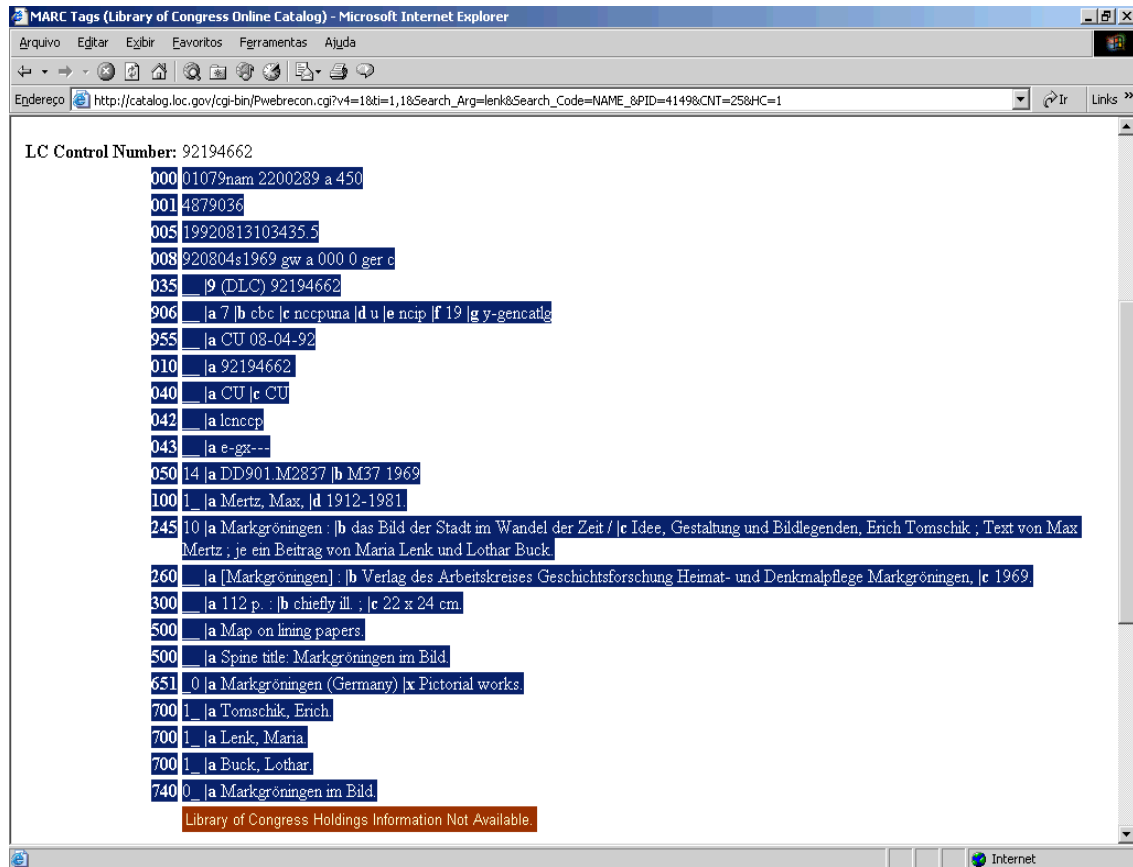 MARC Tags (Library of Congress Online Catalog) - Microsoft Internet Explorer
Arquivo Editar Exibir Favoritos Ferramentas Ajuda
Endereço http://catalog.loc.gov/cgi-bin/Pwebrecon.cgi?v4=1&ti=1,1&Search_Arg=lenk&Search_Code=NAME_&PID=4149&CNT=25&HC=1 Ir Links »
LC Control Number: 92194662
000 01079nam 2200289 a 450
001 4879036
005 19920813103435.5
008 920804s1969 gw a 000 0 ger c
035 __ |9 (DLC) 92194662
906 __ |a 7 |b cbc |c nccpuna |d u |e ncip |f 19 |g y-gencatlg
955 __ |a CU 08-04-92
010 __ |a 92194662
040 __ |a CU |c CU
042 __ |a lcnccp
043 __ |a e-gx---
050 14 |a DD901.M2837 |b M37 1969
100 1_ |a Mertz, Max, |d 1912-1981.
245 10 |a Markgröningen : |b das Bild der Stadt im Wandel der Zeit / |c Idee, Gestaltung und Bildlegenden, Erich Tomschik ; Text von Max
Mertz ; je ein Beitrag von Maria Lenk und Lothar Buck.
260 __ |a [Markgröningen] : |b Verlag des Arbeitskreises Geschichtsforschung Heimat- und Denkmalpflege Markgröningen, |c 1969.
300 __ |a 112 p. : |b chiefly ill. ; |c 22 x 24 cm.
500 __ |a Map on lining papers.
500 __ |a Spine title: Markgröningen im Bild.
651 _0 |a Markgröningen (Germany) |x Pictorial works.
700 1_ |a Tomschik, Erich.
700 1_ |a Lenk, Maria.
700 1_ |a Buck, Lothar.
740 0_ |a Markgröningen im Bild.
Library of Congress Holdings Information Not Available.
Internet